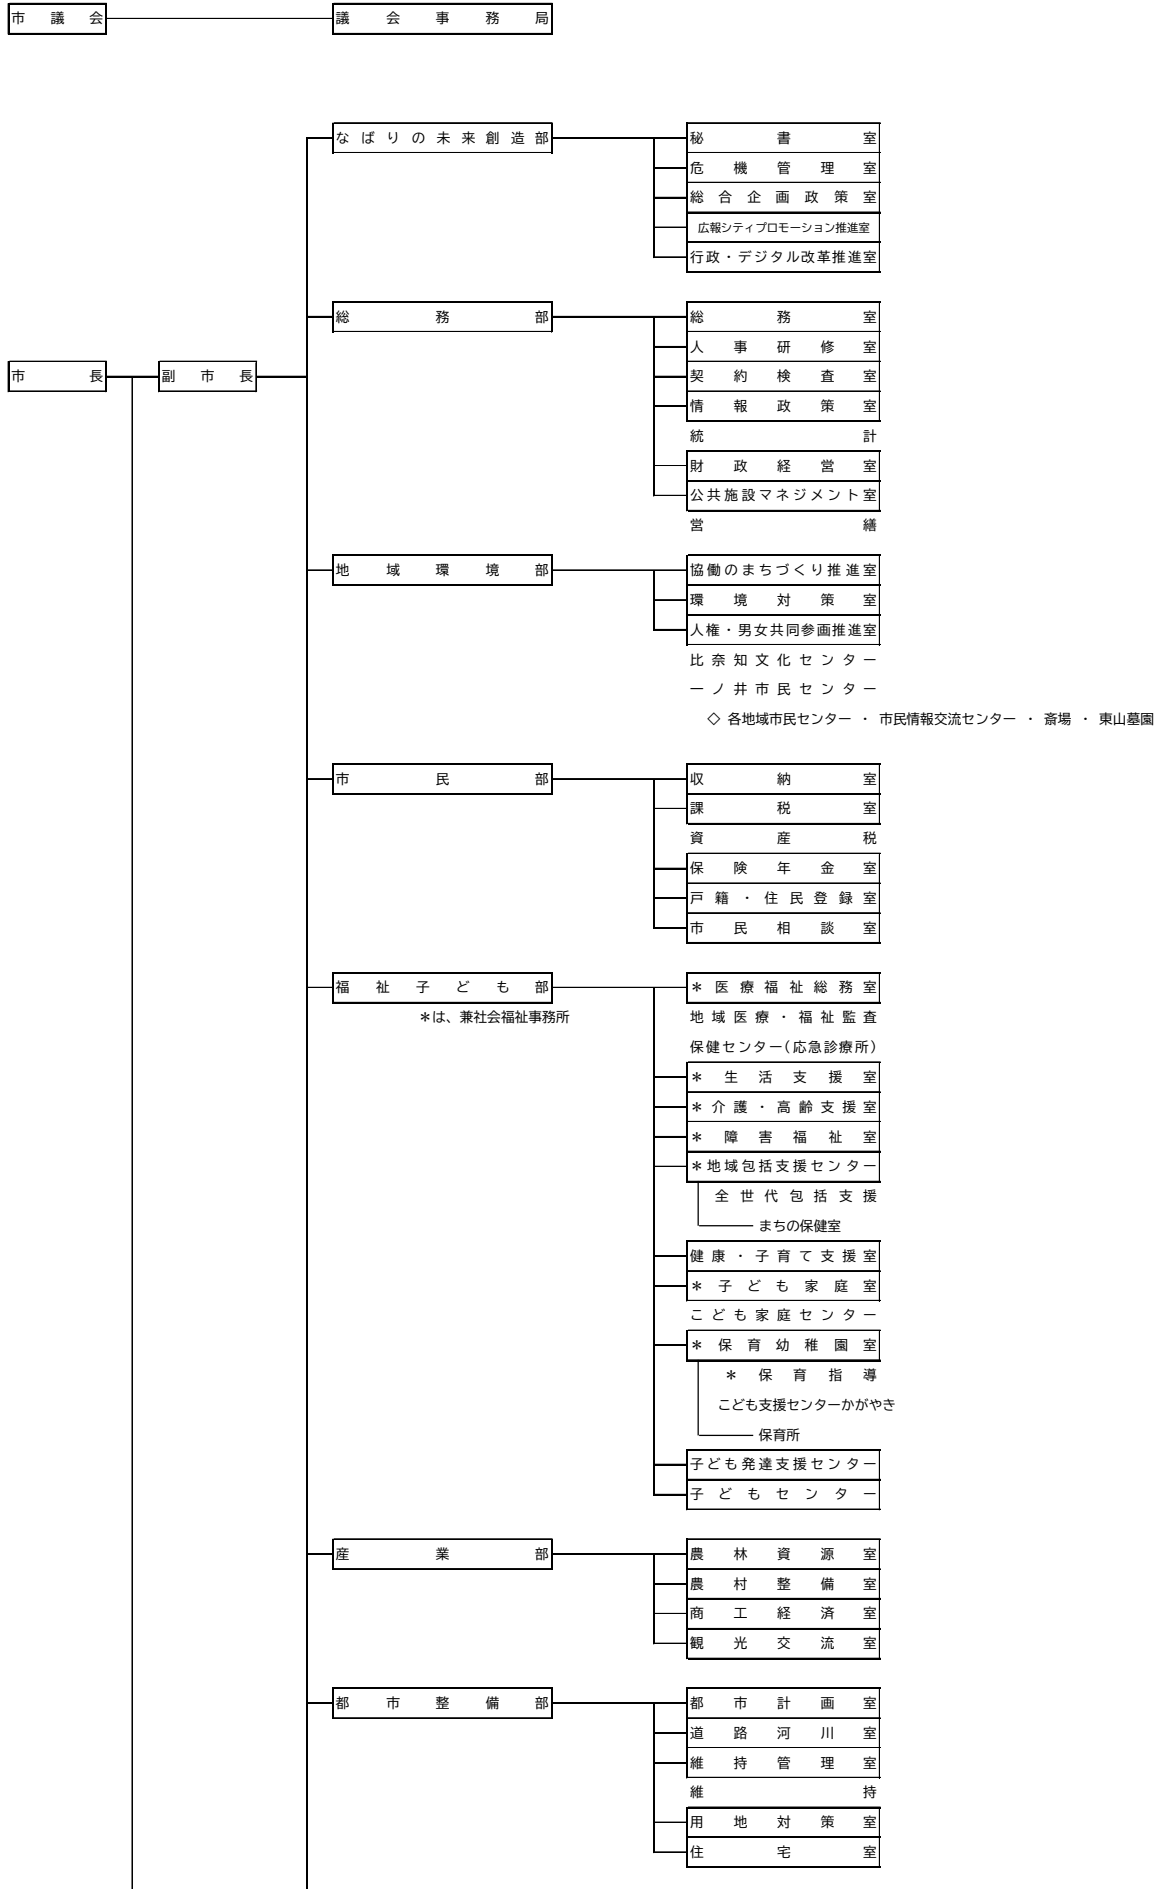 市議会 議会事務局
なばりの未来創造部 秘書室
危機管理室
総合企画政策室
広報シティプロモーション推進室
行政・デジタル改革推進室
総務部 総務室
人事研修室
市長 副市長 契約検査室
情報政策室
統計
財政経営室
公共施設マネジメント室
営繕
地域環境部 協働のまちづくり推進室
環境対策室
人権・男女共同参画推進室
比奈知文化センター
一ノ井市民センター
◇ 各地域市民センター ・ 市民情報交流センター ・ 斎場 ・ 東山墓園
市民部 収納室
課税室
資産税
保険年金室
戸籍・住民登録室
市民相談室
福祉子ども部 ＊医療福祉総務室
＊は、兼社会福祉事務所 地域医療・福祉監査
保健センター(応急診療所)
＊生活支援室
＊介護・高齢支援室
＊障害福祉室
＊地域包括支援センター
全世代包括支援
まちの保健室
健康・子育て支援室
＊子ども家庭室
こども家庭センター
＊保育幼稚園室
＊保育指導
こども支援センターかがやき
保育所
子ども発達支援センター
子どもセンター
産業部 農林資源室
農村整備室
商工経済室
観光交流室
都市整備部 都市計画室
道路河川室
維持管理室
維持
用地対策室
住宅室